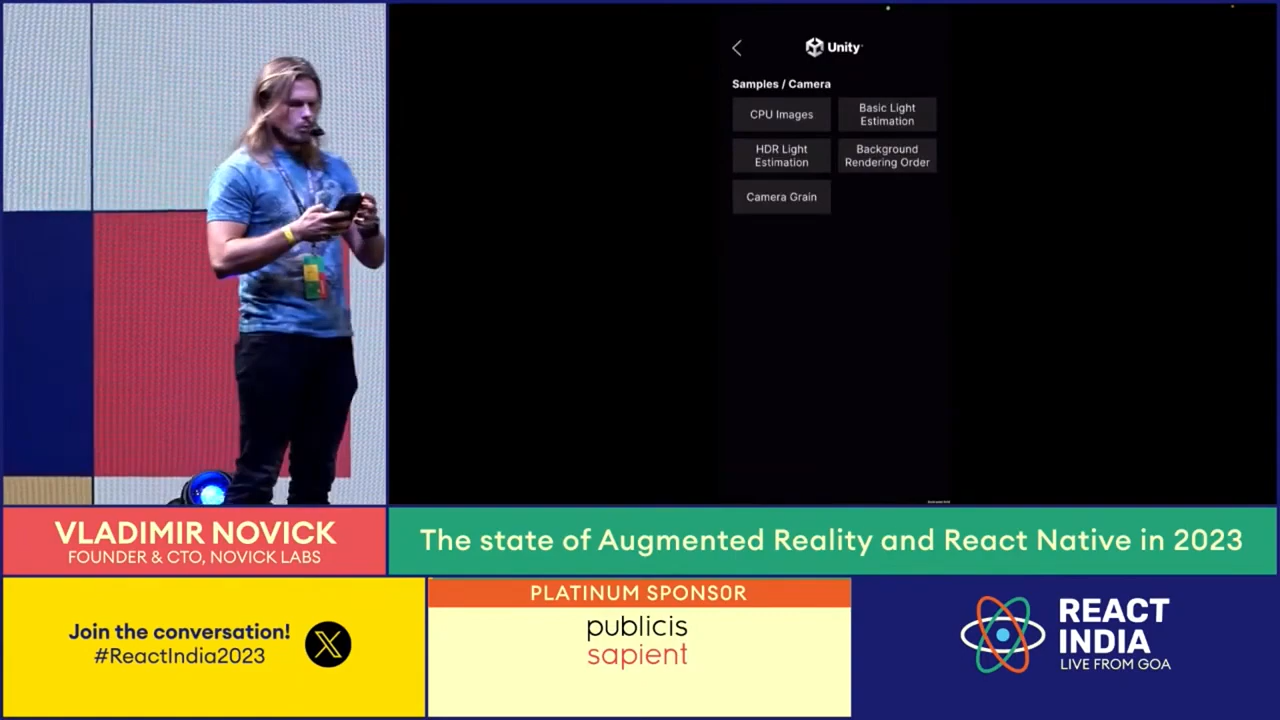 Unity
Samples / Camera
CPU Images
Basic Light
Estimation
HDR Light
Estimation
Background
Rendering Order
Camera Grain
VLADIMIR NOVICK
FOUNDER & CTO, NOVICK LABS
The state of Augmented Reality and React Native in 2023
Join the conversation!
#ReactIndia2023
X
PLATINUM SPONSOR
publicis
sapient
REACT
INDIA
LIVE FROM GOA